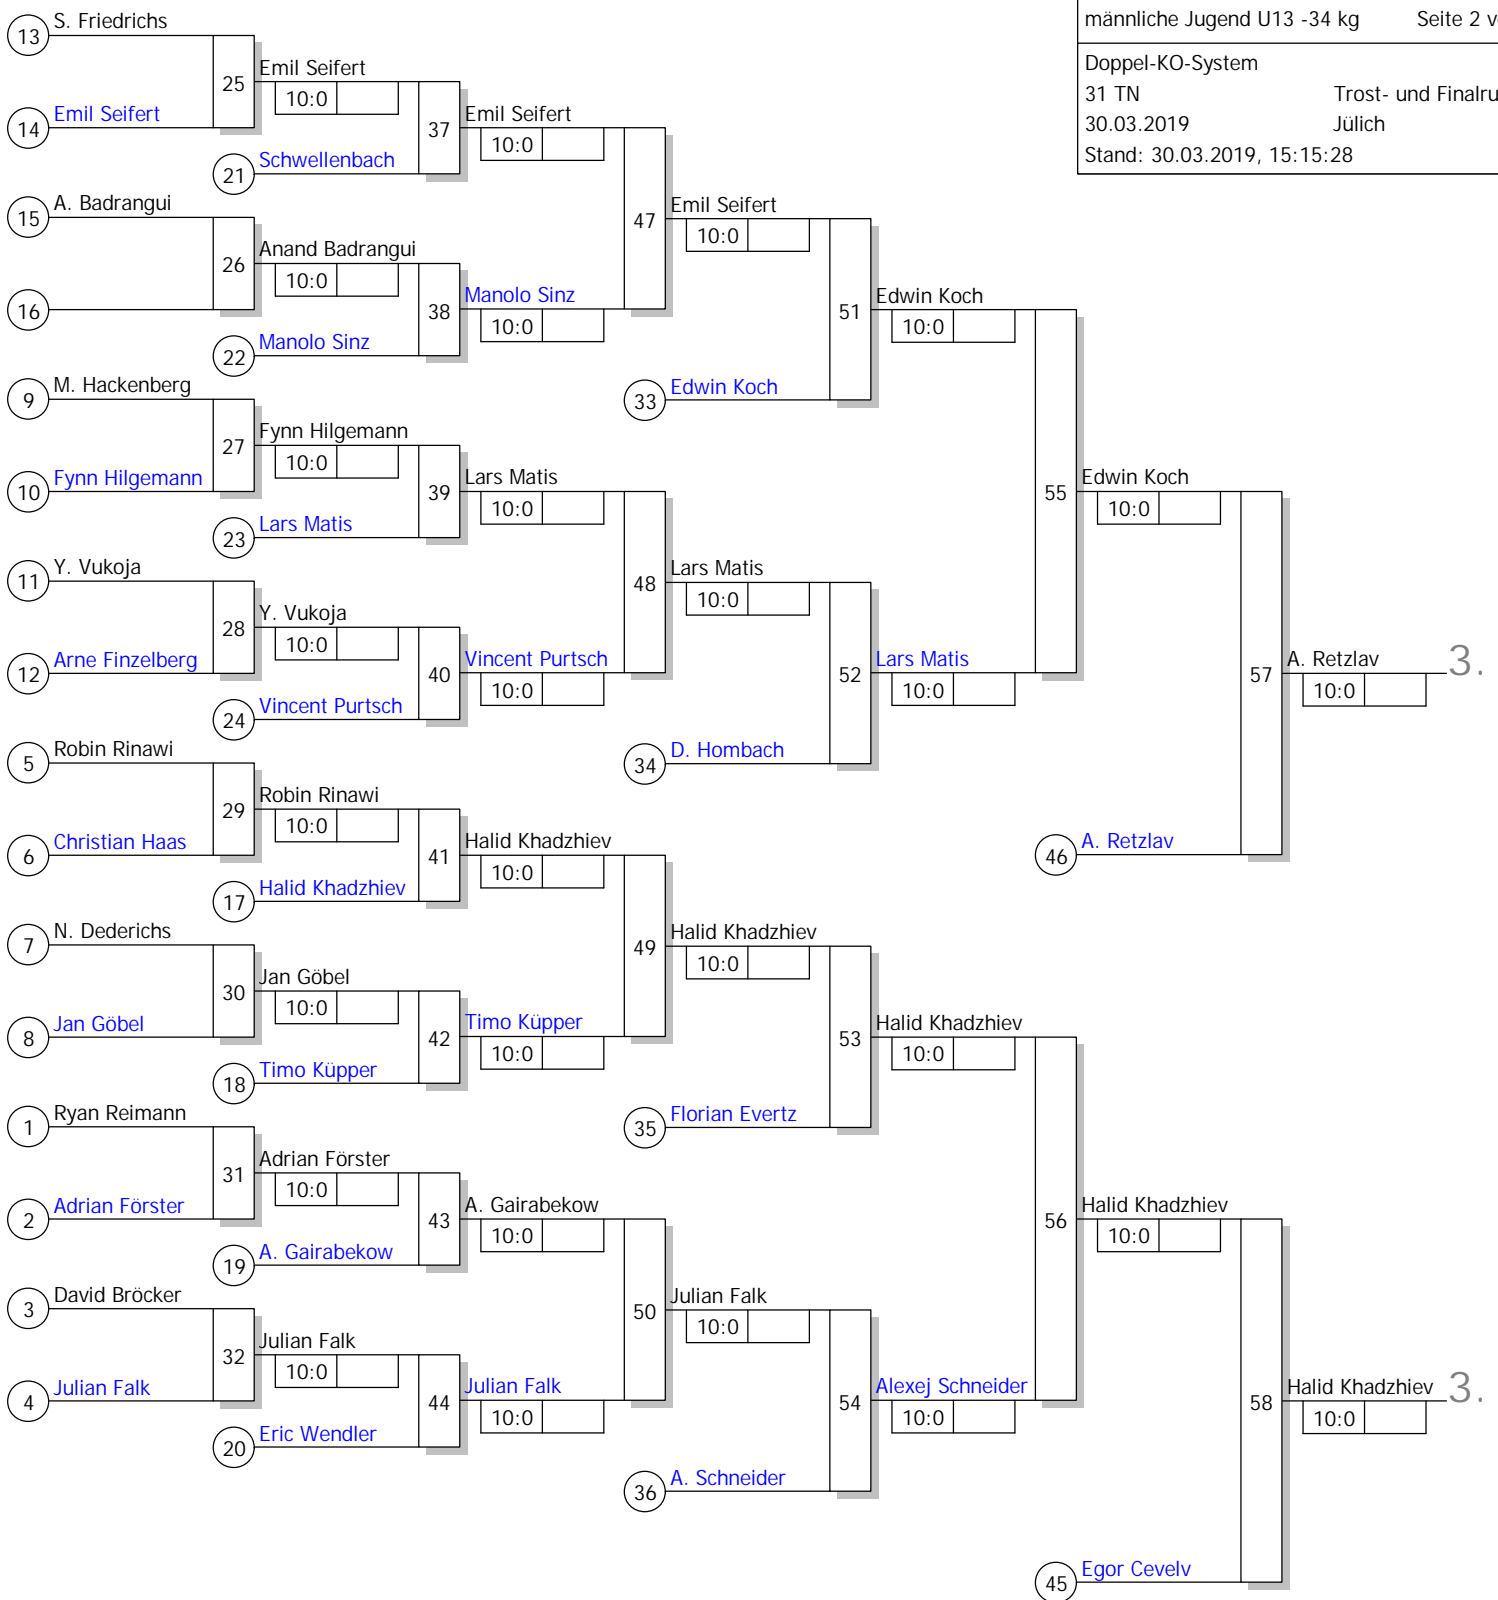 männliche Jugend U13 -34 kg Seite 2
Doppel-KO-System
31 TN Trost- und
30.03.2019 Jülich
Stand: 30.03.2019, 15:15:28
13 S. Friedrichs
25 Emil Seifert
10:0
14 Emil Seifert
37 Emil Seifert
10:0
21 Schwellenbach
15 A. Badrangui
47 Emil Seifert
10:0
26 Anand Badrangui
10:0
16
38 Manolo Sinz
10:0
22 Manolo Sinz
51 Edwin Koch
10:0
33 Edwin Koch
9 M. Hackenberg
27 Fynn Hilgemann
10:0
10 Fynn Hilgemann
39 Lars Matis
10:0
23 Lars Matis
55 Edwin Koch
10:0
11 Y. Vukoja
48 Lars Matis
10:0
28 Y. Vukoja
10:0
12 Arne Finzelberg
40 Vincent Purtsch
10:0
24 Vincent Purtsch
52 Lars Matis
10:0
57 A. Retzlav 3.
10:0
34 D. Hombach
5 Robin Rinawi
29 Robin Rinawi
10:0
6 Christian Haas
41 Halid Khadzhiev
10:0
17 Halid Khadzhiev
46 A. Retzlav
7 N. Dederichs
49 Halid Khadzhiev
10:0
30 Jan Göbel
10:0
8 Jan Göbel
42 Timo Küpper
10:0
18 Timo Küpper
53 Halid Khadzhiev
10:0
35 Florian Evertz
1 Ryan Reimann
31 Adrian Förster
10:0
2 Adrian Förster
43 A. Gairabekow
10:0
19 A. Gairabekow
56 Halid Khadzhiev
10:0
3 David Bröcker
50 Julian Falk
10:0
32 Julian Falk
10:0
4 Julian Falk
44 Julian Falk
10:0
20 Eric Wendler
54 Alexej Schneider
10:0
58 Halid Khadzhiev 3.
10:0
36 A. Schneider
45 Egor Cevelv